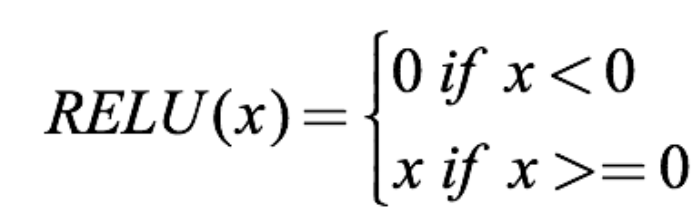 RELU(x) = { 0 if x < 0
x if x >= 0